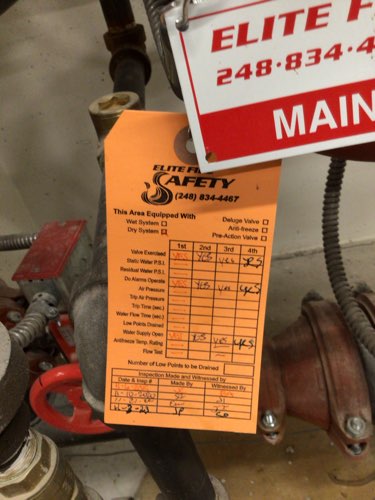 ELITE F
248·834·4
MAIN
ELITE FIRE
SAFETY
(248) 834-4467
This Area Equipped With
Wet System □ Deluge Valve □
Dry System Anti-freeze □
Pre-Action Valve □
1st 2nd 3rd 4th
Valve Exercised YES YES YES YES
Static Water P.S.I.
Residual Water P.S.I.
Do Alarms Operate YES YES YES YES
Air Pressure
Trip Air Pressure
Trip Time (sec)
Water Flow Time (sec)
Low Points Drained
Water Supply Open YES YES YES YES
Antifreeze Temp. Rating
Flow Test
Number of Low Points to be Drained
Inspection Made and Witnessed by
Date & Insp.# Made By Witnessed By